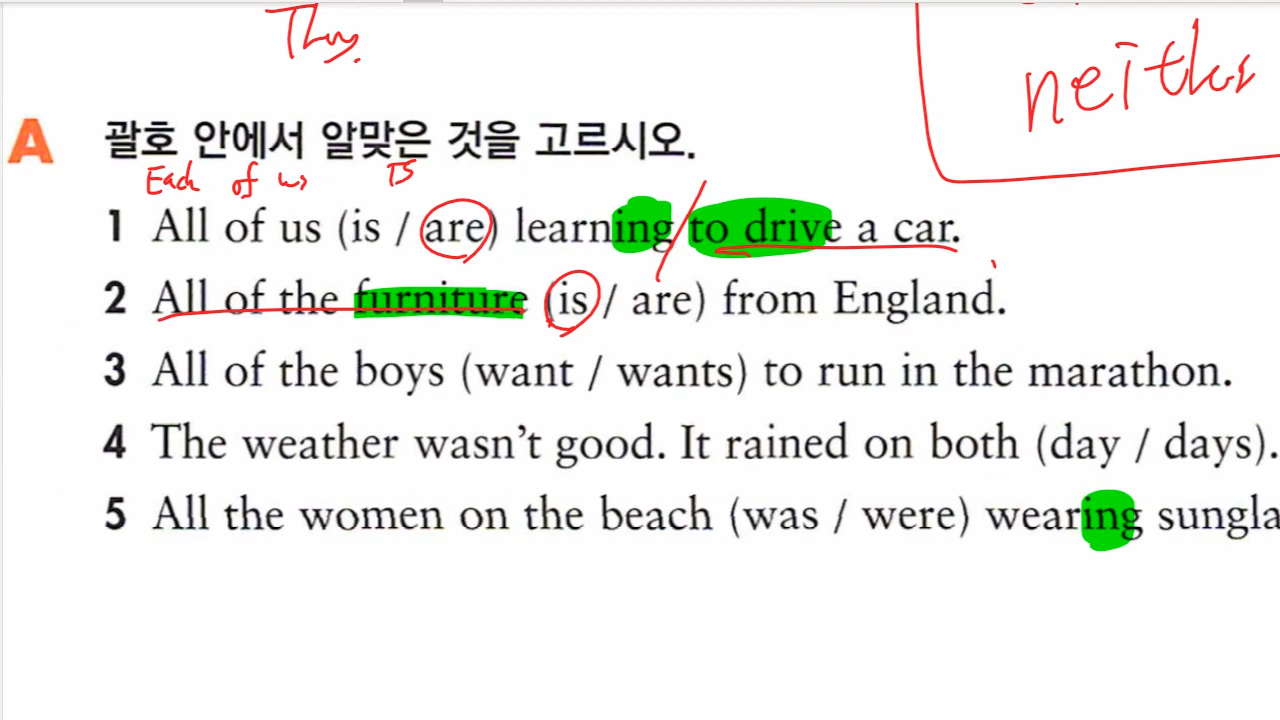 neither
A 괄호 안에서 알맞은 것을 고르시오.
Each of us is
1 All of us (is / are) learning to drive a car.
2 All of the furniture (is / are) from England.
3 All of the boys (want / wants) to run in the marathon.
4 The weather wasn't good. It rained on both (day / days).
5 All the women on the beach (was / were) wearing sungla